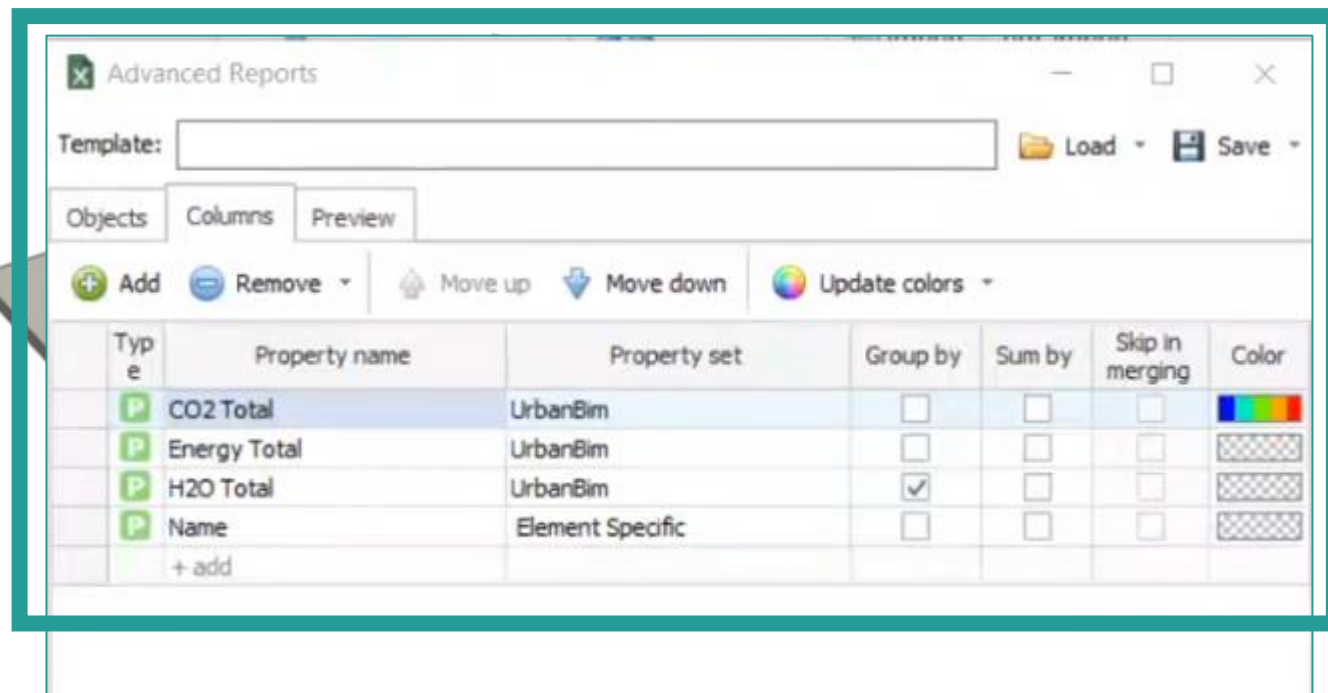 Advanced Reports
Template: Load Save
Objects Columns Preview
Add Remove Move up Move down Update colors
Typ
e Property name Property set Group by Sum by Skip in
merging Color
P CO2 Total UrbanBim
P Energy Total UrbanBim
P H2O Total UrbanBim
P Name Element Specific
+ add